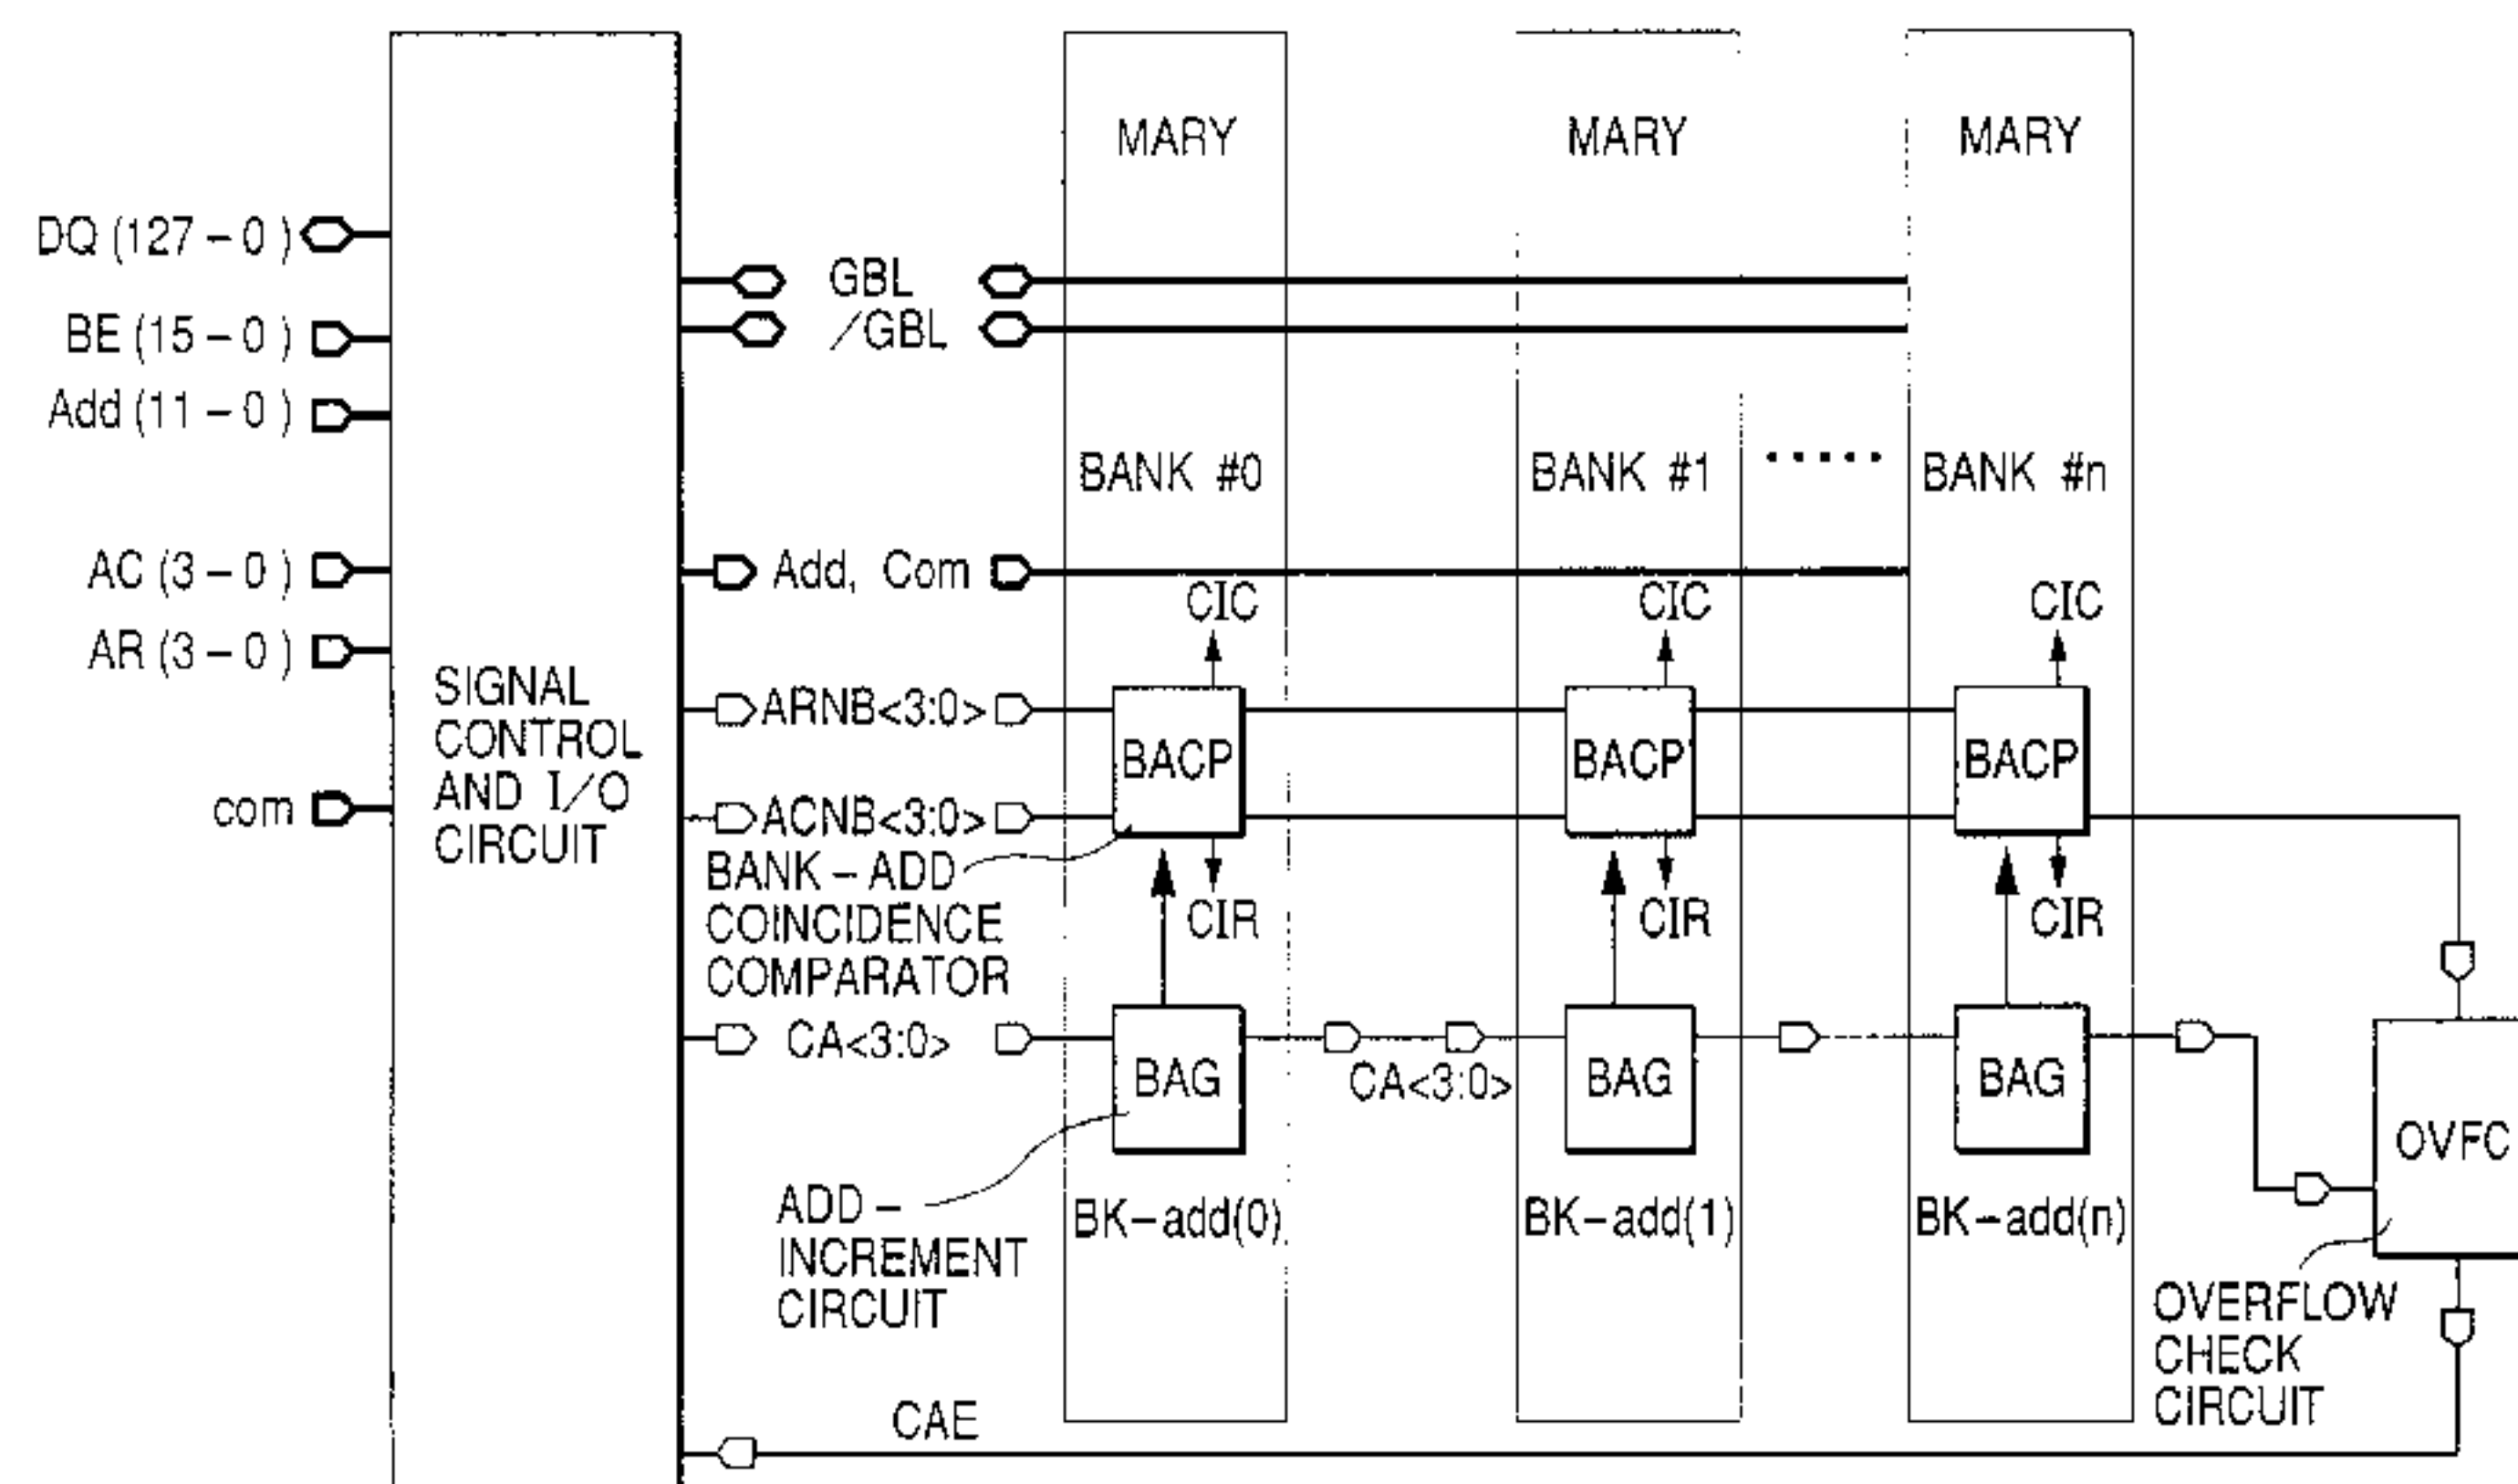 MARY
MARY
MARY
DQ (127 – 0 )
BE (15 – 0 )
Add (11 – 0 )
GBL
/GBL
BANK #0
BANK #1
.....
BANK #n
AC (3 – 0 )
AR (3 – 0 )
com
Add, Com
CIC
CIC
CIC
SIGNAL
CONTROL
AND I/O
CIRCUIT
ARNB<3:0>
BACP
BACP
BACP
ACNB<3:0>
BANK – ADD
COINCIDENCE
COMPARATOR
CIR
CIR
CIR
CA<3:0>
BAG
CA<3:0>
BAG
BAG
OVFC
ADD –
INCREMENT
CIRCUIT
BK–add(0)
BK–add(1)
BK–add(n)
OVERFLOW
CHECK
CIRCUIT
CAE